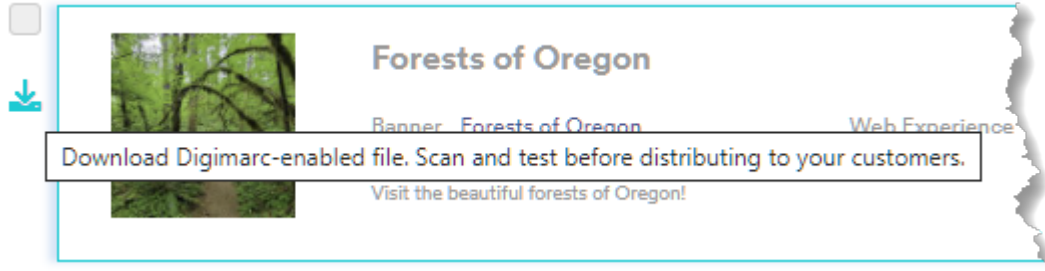 Forests of Oregon
Banner Forests of Oregon Web Experience
Download Digimarc-enabled file. Scan and test before distributing to your customers.
Visit the beautiful forests of Oregon!